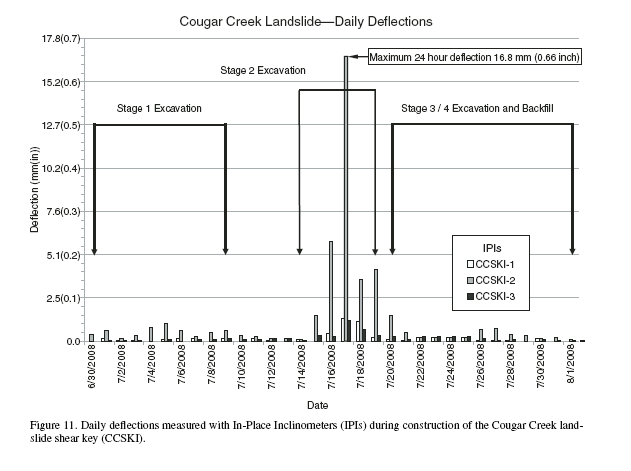 Cougar Creek Landslide—Daily Deflections
17.8(0.7)
15.2(0.6)
12.7(0.5)
10.2(0.4)
7.6(0.3)
5.1(0.2)
2.5(0.1)
0.0
Deflection (mm(in))
Maximum 24 hour deflection 16.8 mm (0.66 inch)
Stage 2 Excavation
Stage 1 Excavation
Stage 3 / 4 Excavation and Backfill
IPIs
CCSKI-1
CCSKI-2
CCSKI-3
6/30/2008
7/2/2008
7/4/2008
7/6/2008
7/8/2008
7/10/2008
7/12/2008
7/14/2008
7/16/2008
7/18/2008
7/20/2008
7/22/2008
7/24/2008
7/26/2008
7/28/2008
7/30/2008
8/1/2008
Date
Figure 11. Daily deflections measured with In-Place Inclinometers (IPIs) during construction of the Cougar Creek land-
slide shear key (CCSKI).